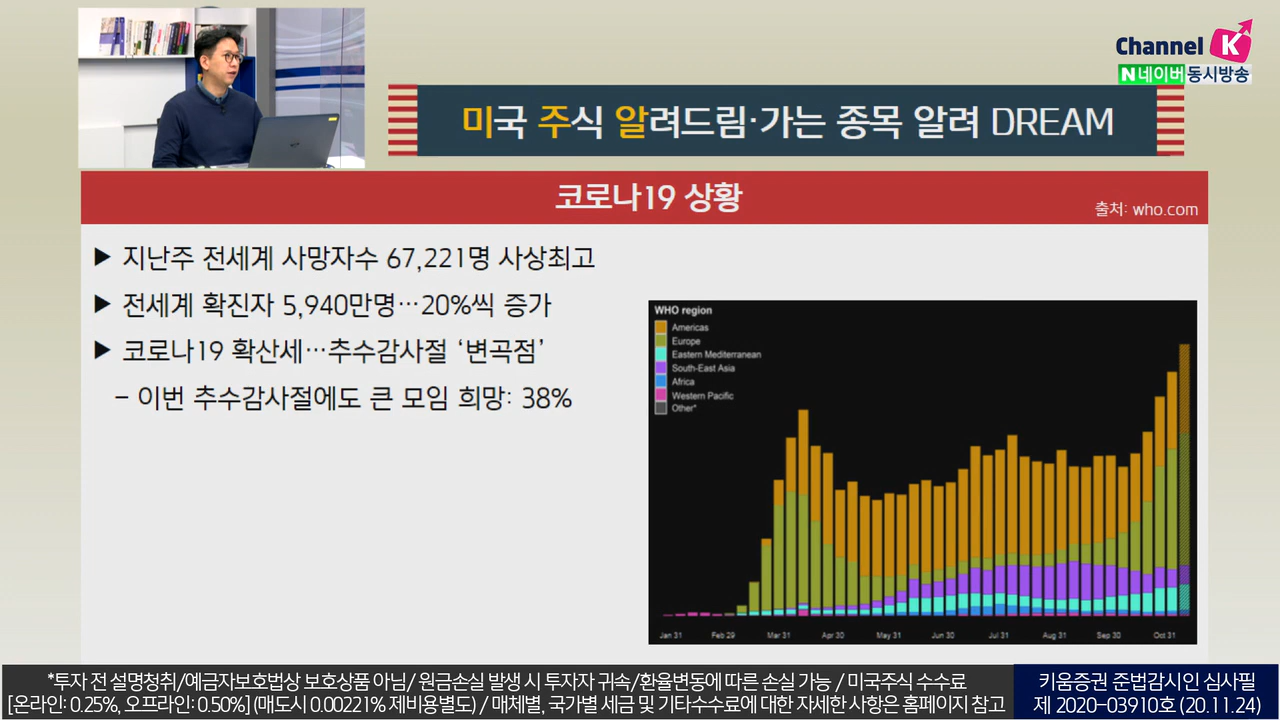 Channel K
N 네이버 동시방송
미국 주식 알려드림·가는 종목 알려 DREAM
코로나19 상황
출처: who.com
▶ 지난주 전세계 사망자수 67,221명 사상최고
▶ 전세계 확진자 5,940만명…20%씩 증가
▶ 코로나19 확산세…추수감사절 ‘변곡점’
- 이번 추수감사절에도 큰 모임 희망: 38%
WHO region
Americas
Europe
Eastern Mediterranean
South-East Asia
Africa
Western Pacific
Other*
Jan 31 Feb 29 Mar 31 Apr 30 May 31 Jun 30 Jul 31 Aug 31 Sep 30 Oct 31
*투자 전 설명청취/예금자보호법상 보호상품 아님/ 원금손실 발생 시 투자자 귀속/환율변동에 따른 손실 가능 / 미국주식 수수료
[온라인: 0.25%, 오프라인: 0.50%] (매도시 0.00221% 제비용별도) / 매체별, 국가별 세금 및 기타수수료에 대한 자세한 사항은 홈페이지 참고
키움증권 준법감시인 심사필
제 2020-03910호 (20.11.24)